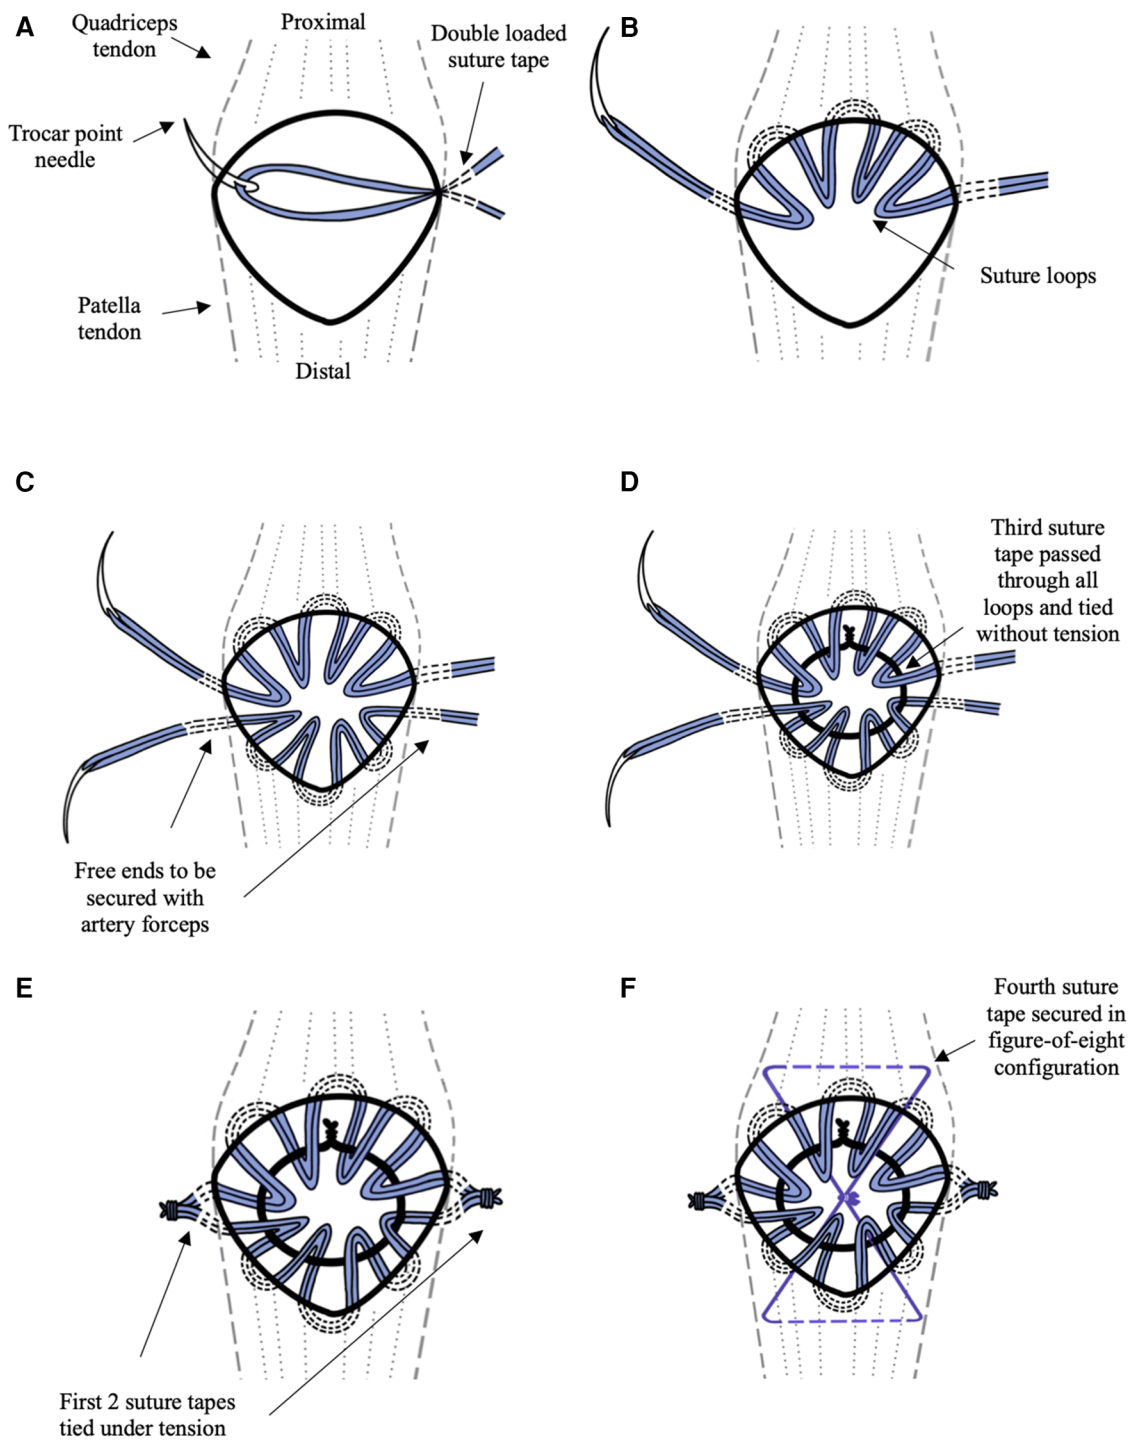 A
Quadriceps
tendon
Proximal
Double loaded
suture tape
Trocar point
needle
Patella
tendon
Distal
B
Suture loops
C
Free ends to be
secured with
artery forceps
D
Third suture
tape passed
through all
loops and tied
without tension
E
First 2 suture tapes
tied under tension
F
Fourth suture
tape secured in
figure-of-eight
configuration